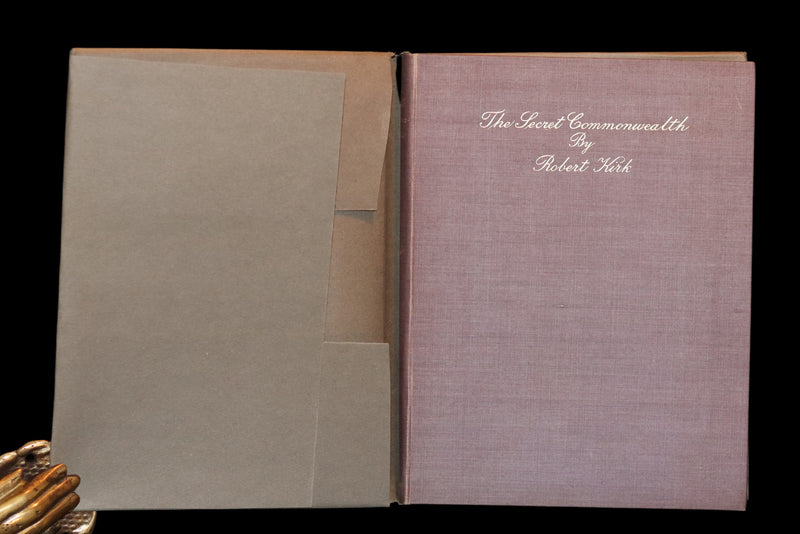 The Secret Commonwealth
By
Robert Kirk